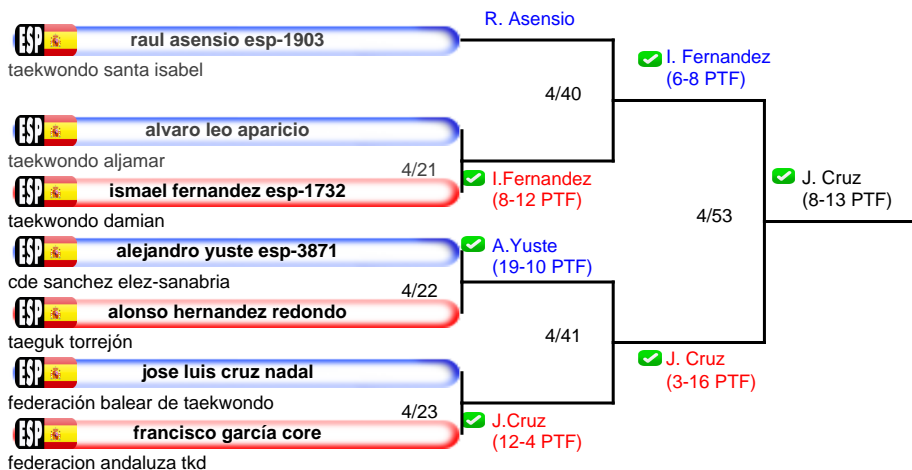 R. Asensio
ESP raul asensio esp-1903
taekwondo santa isabel
I. Fernandez
(6-8 PTF)
4/40
ESP alvaro leo aparicio
taekwondo aljamar
4/21
ESP ismael fernandez esp-1732
taekwondo damian
I.Fernandez
(8-12 PTF)
J. Cruz
(8-13 PTF)
4/53
ESP alejandro yuste esp-3871
cde sanchez elez-sanabria
A.Yuste
(19-10 PTF)
4/22
ESP alonso hernandez redondo
taeguk torrejón
4/41
ESP jose luis cruz nadal
federación balear de taekwondo
J. Cruz
(3-16 PTF)
4/23
ESP francisco garcía core
federacion andaluza tkd
J.Cruz
(12-4 PTF)